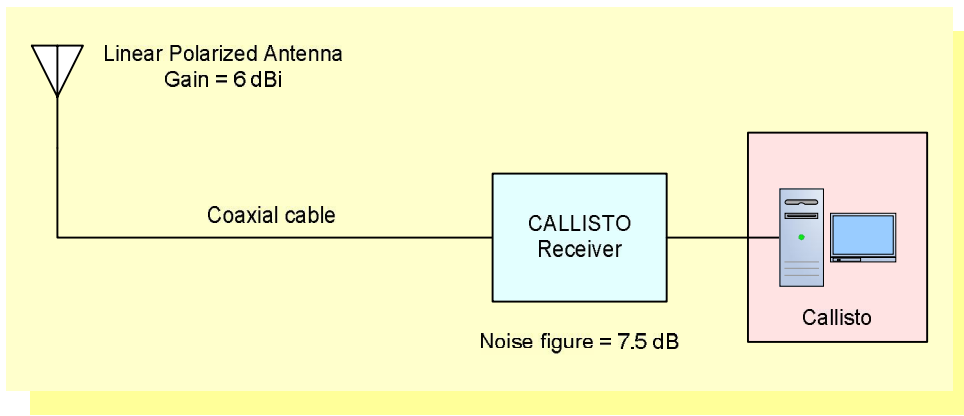 Linear Polarized Antenna
Gain = 6 dBi
Coaxial cable
CALLISTO
Receiver
Noise figure = 7.5 dB
Callisto